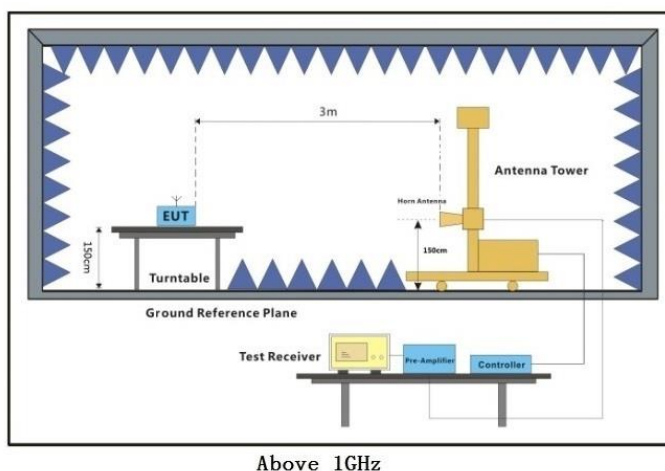 3m
Antenna Tower
Horn Antenna
EUT
150cm
150cm
Turntable
Ground Reference Plane
Test Receiver
Pre-Amplifier
Controller
Above 1GHz